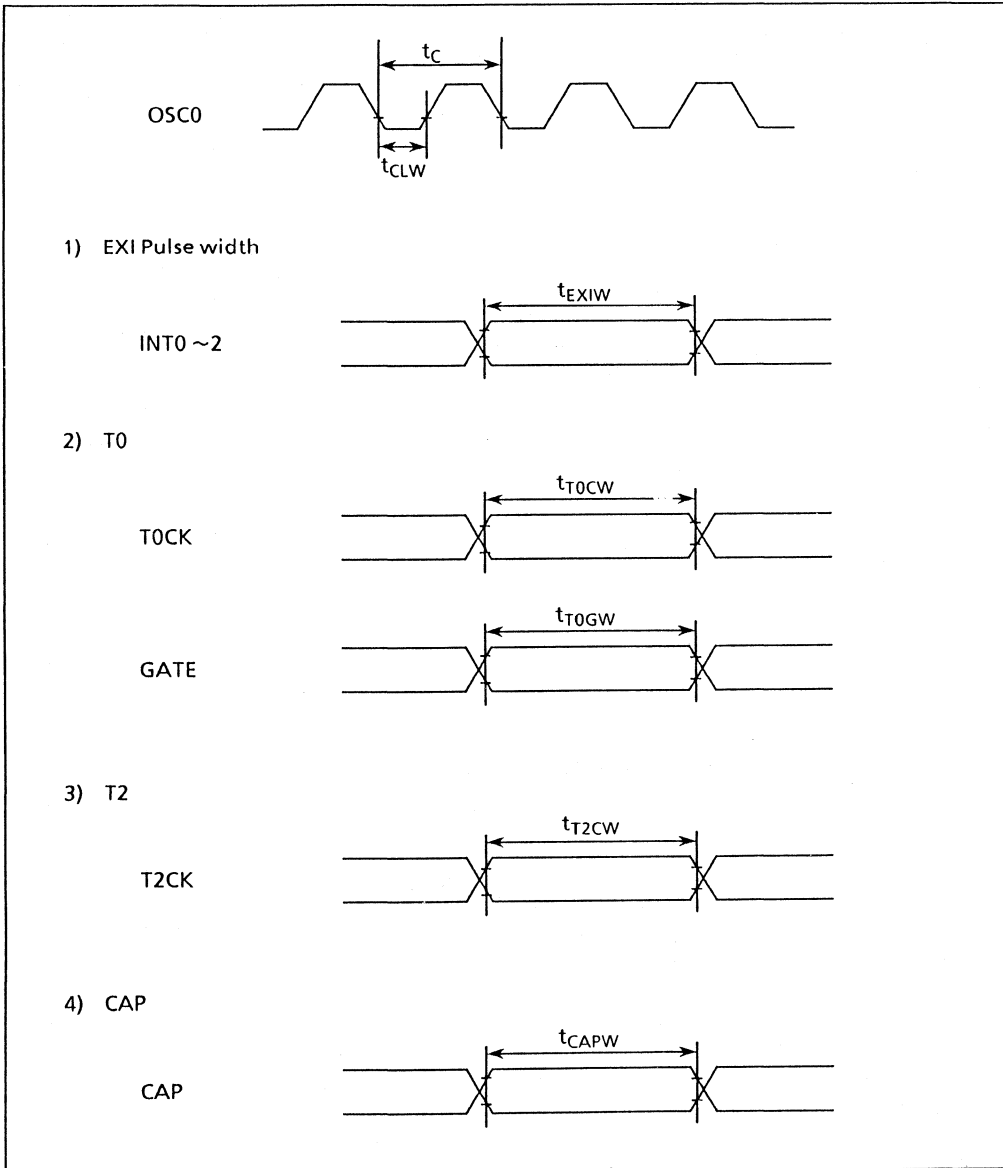 tC
OSC0
tCLW
1) EXI Pulse width
tEXIW
INT0 ~2
2) T0
tT0CW
T0CK
tT0GW
GATE
3) T2
tT2CW
T2CK
4) CAP
tCAPW
CAP